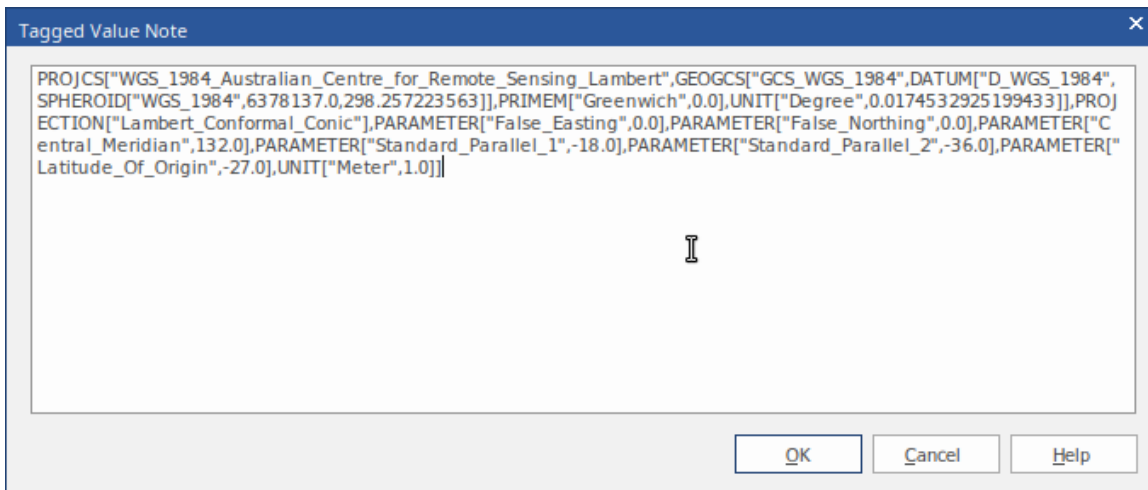 Tagged Value Note
PROJCS["WGS_1984_Australian_Centre_for_Remote_Sensing_Lambert",GEOGCS["GCS_WGS_1984",DATUM["D_WGS_1984",
SPHEROID["WGS_1984",6378137.0,298.257223563]],PRIMEM["Greenwich",0.0],UNIT["Degree",0.0174532925199433]],PROJ
ECTION["Lambert_Conformal_Conic"],PARAMETER["False_Easting",0.0],PARAMETER["False_Northing",0.0],PARAMETER["C
entral_Meridian",132.0],PARAMETER["Standard_Parallel_1",-18.0],PARAMETER["Standard_Parallel_2",-36.0],PARAMETER["
Latitude_Of_Origin",-27.0],UNIT["Meter",1.0]]
OK Cancel Help